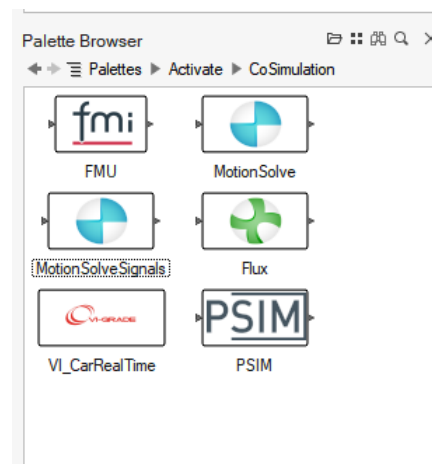 Palette Browser
Palettes Activate CoSimulation
fmi
FMU MotionSolve
MotionSolveSignals Flux
VI-GRADE PSIM
VI_CarRealTime PSIM